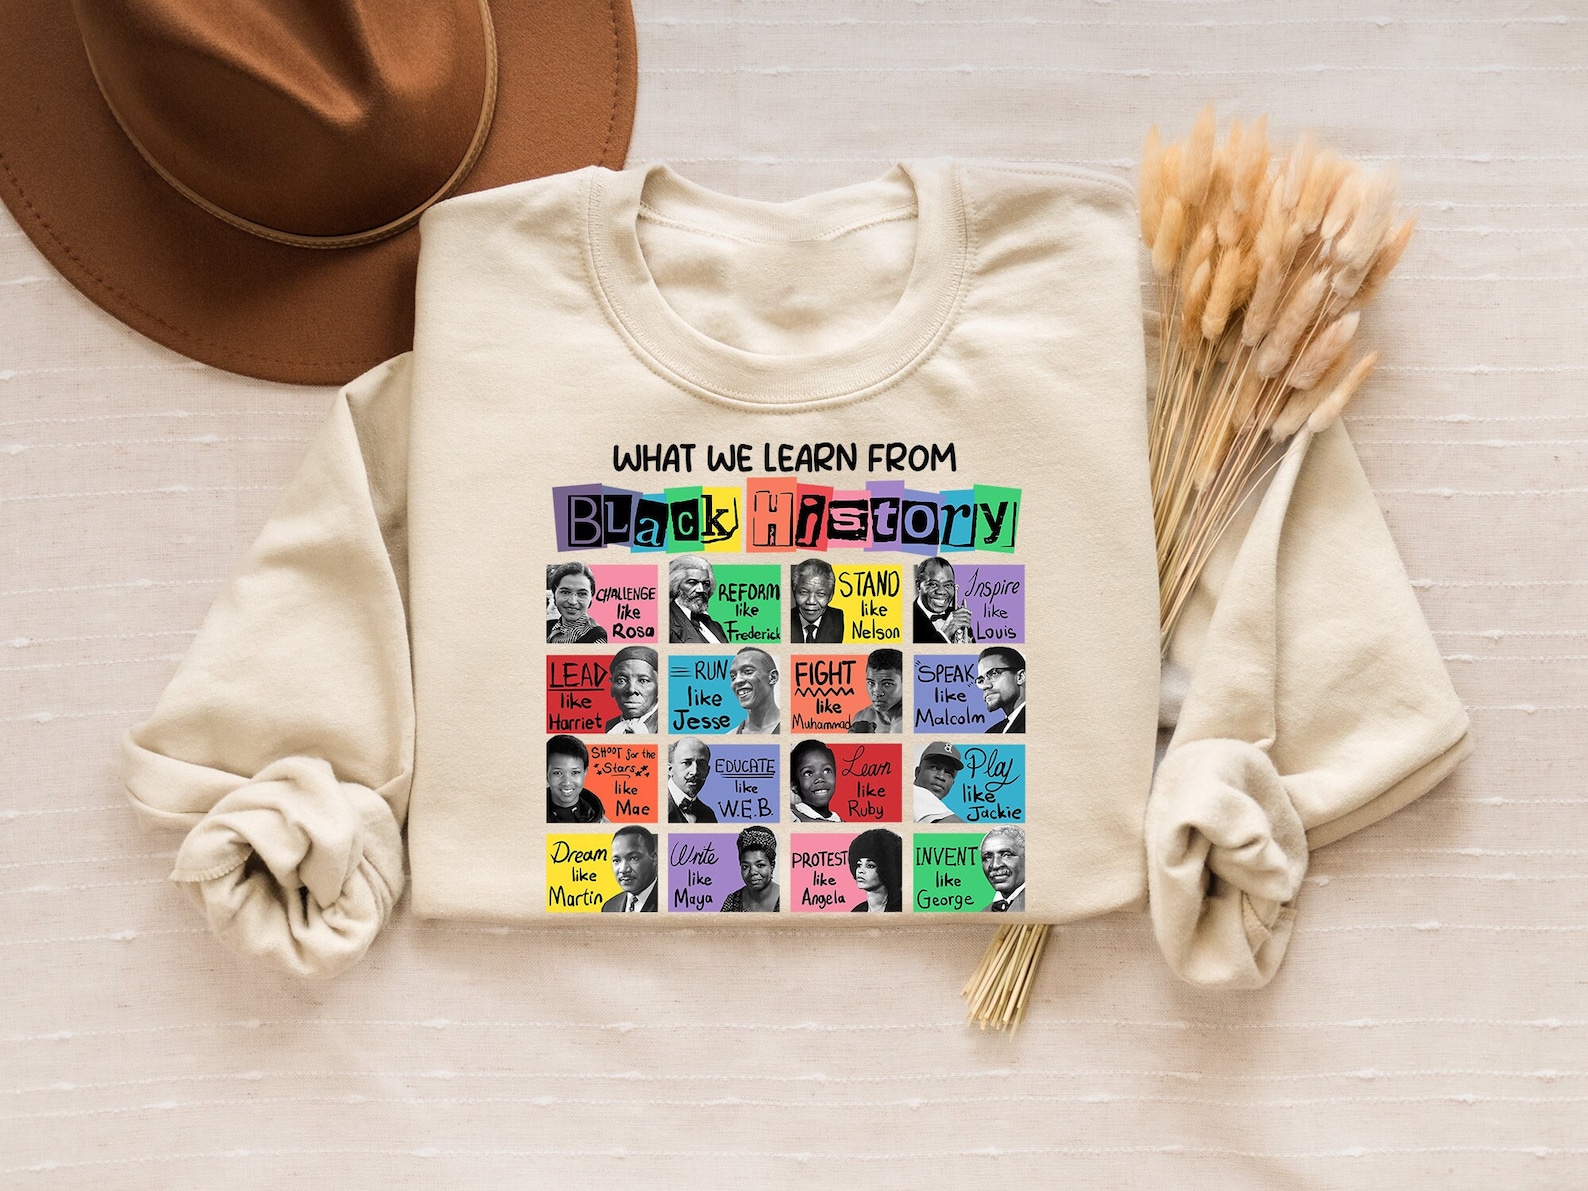 WHAT WE LEARN FROM
BLacK HistOrY
CHALLENGE
like
Rosa
REFORM
like
Frederick
STAND
like
Nelson
Inspire
like
Louis
LEAD
like
Harriet
RUN
like
Jesse
FIGHT
like
Muhammad
"SPEAK"
like
Malcolm
SHOOT for the
Stars
like
Mae
EDUCATE
like
W.E.B.
Learn
like
Ruby
Play
like
Jackie
Dream
like
Martin
Write
like
Maya
PROTEST
like
Angela
INVENT
like
George